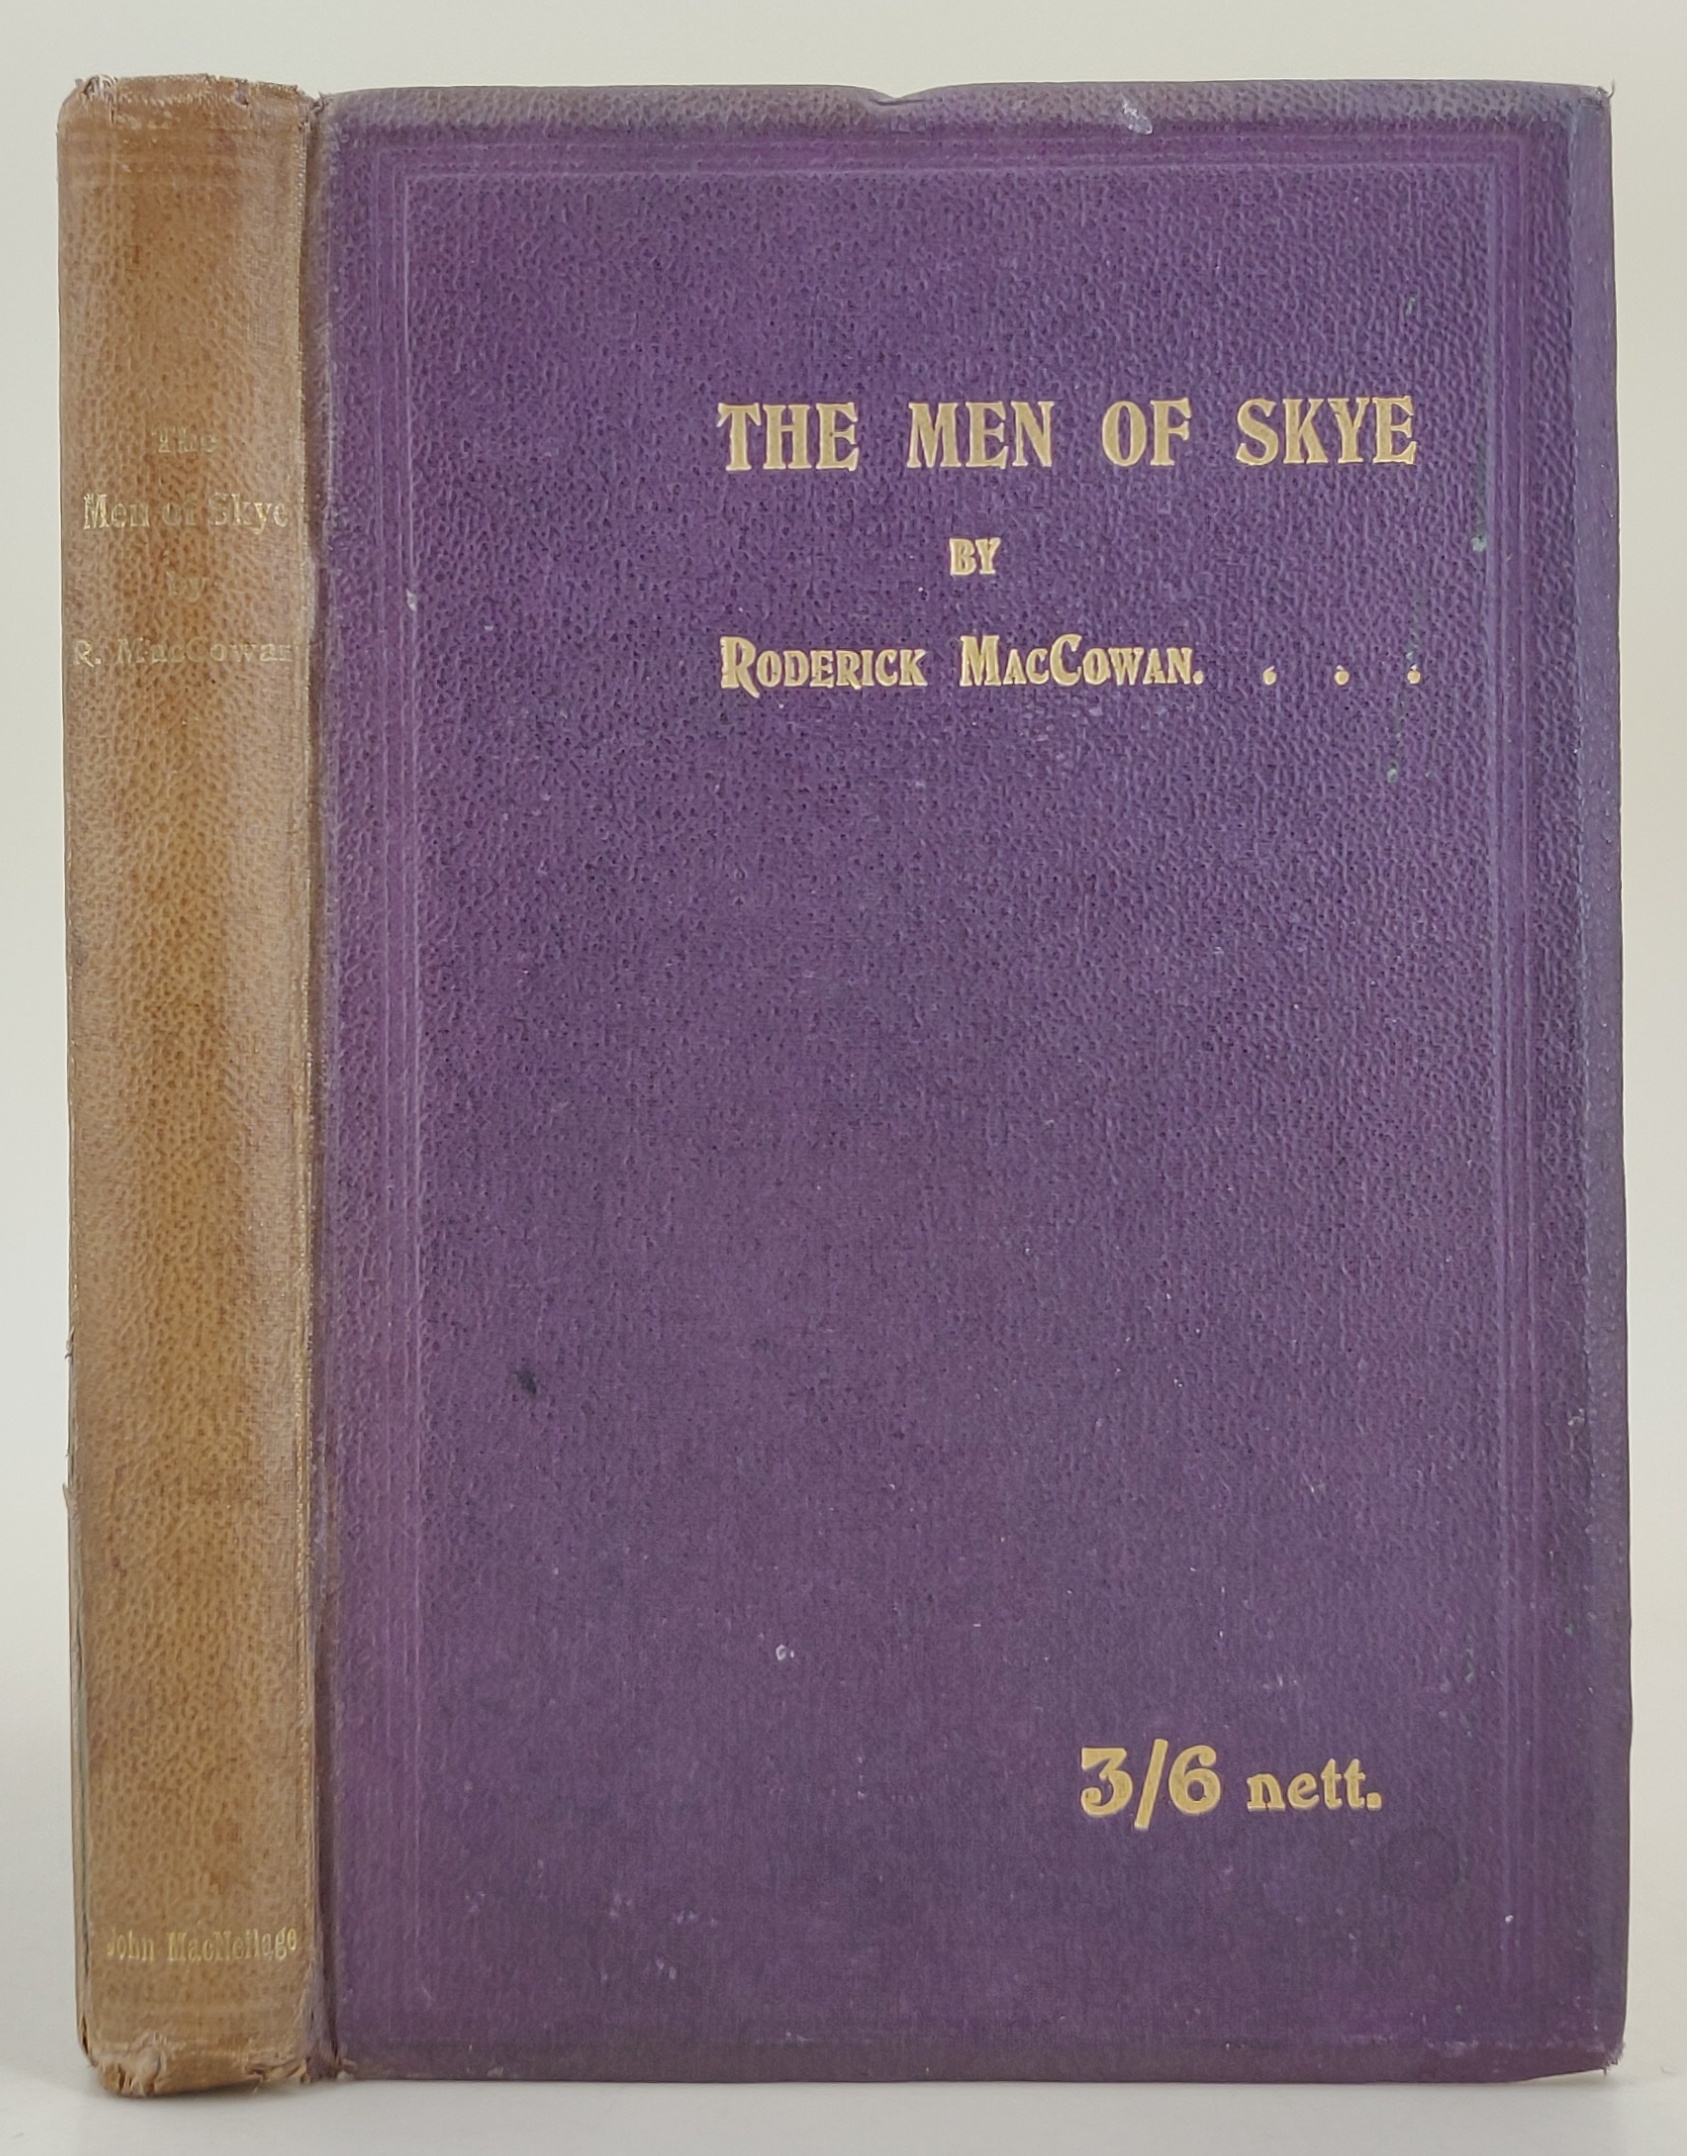 The
Men of Skye
by
R. MacCowan
John MacNeilage
THE MEN OF SKYE
BY
RODERICK MACCOWAN. . . .
3/6 nett.